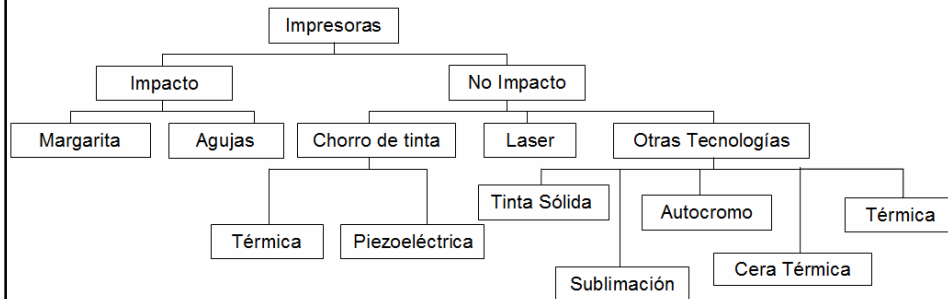 Impresoras
Impacto
No Impacto
Margarita
Agujas
Chorro de tinta
Laser
Otras Tecnologías
Tinta Sólida
Autocromo
Térmica
Térmica
Piezoeléctrica
Sublimación
Cera Térmica